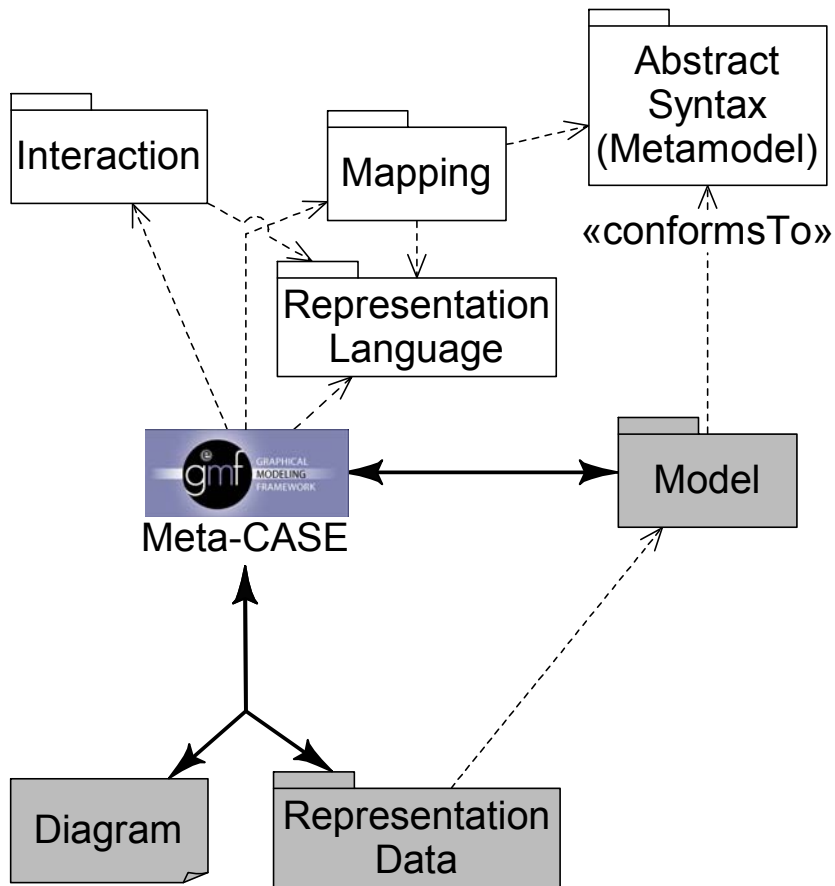 Abstract
Syntax
(Metamodel)
Interaction
Mapping
«conformsTo»
Representation
Language
gmf
GRAPHICAL
MODELING
FRAMEWORK
Model
Meta-CASE
Diagram
Representation
Data